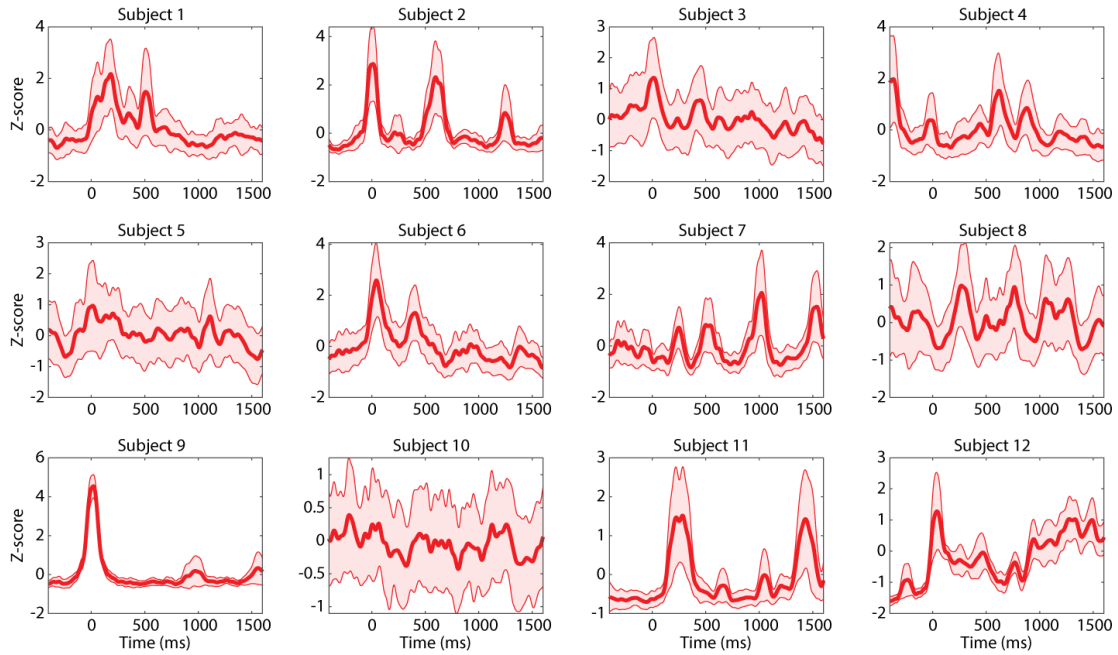 Subject 1 Subject 2 Subject 3 Subject 4
Z-score
4 2 0 -2
4 2 0 -2
3 2 1 0 -1 -2
4 2 0 -2
0 500 1000 1500 0 500 1000 1500 0 500 1000 1500 0 500 1000 1500
Subject 5 Subject 6 Subject 7 Subject 8
Z-score
3 2 1 0 -1 -2
4 2 0 -2
4 2 0 -2
2 1 0 -1 -2
0 500 1000 1500 0 500 1000 1500 0 500 1000 1500 0 500 1000 1500
Subject 9 Subject 10 Subject 11 Subject 12
Z-score
6 4 2 0 -2
1 0.5 0 -0.5 -1
3 2 1 0 -1
3 2 1 0 -1 -2
0 500 1000 1500 0 500 1000 1500 0 500 1000 1500 0 500 1000 1500
Time (ms) Time (ms) Time (ms) Time (ms)